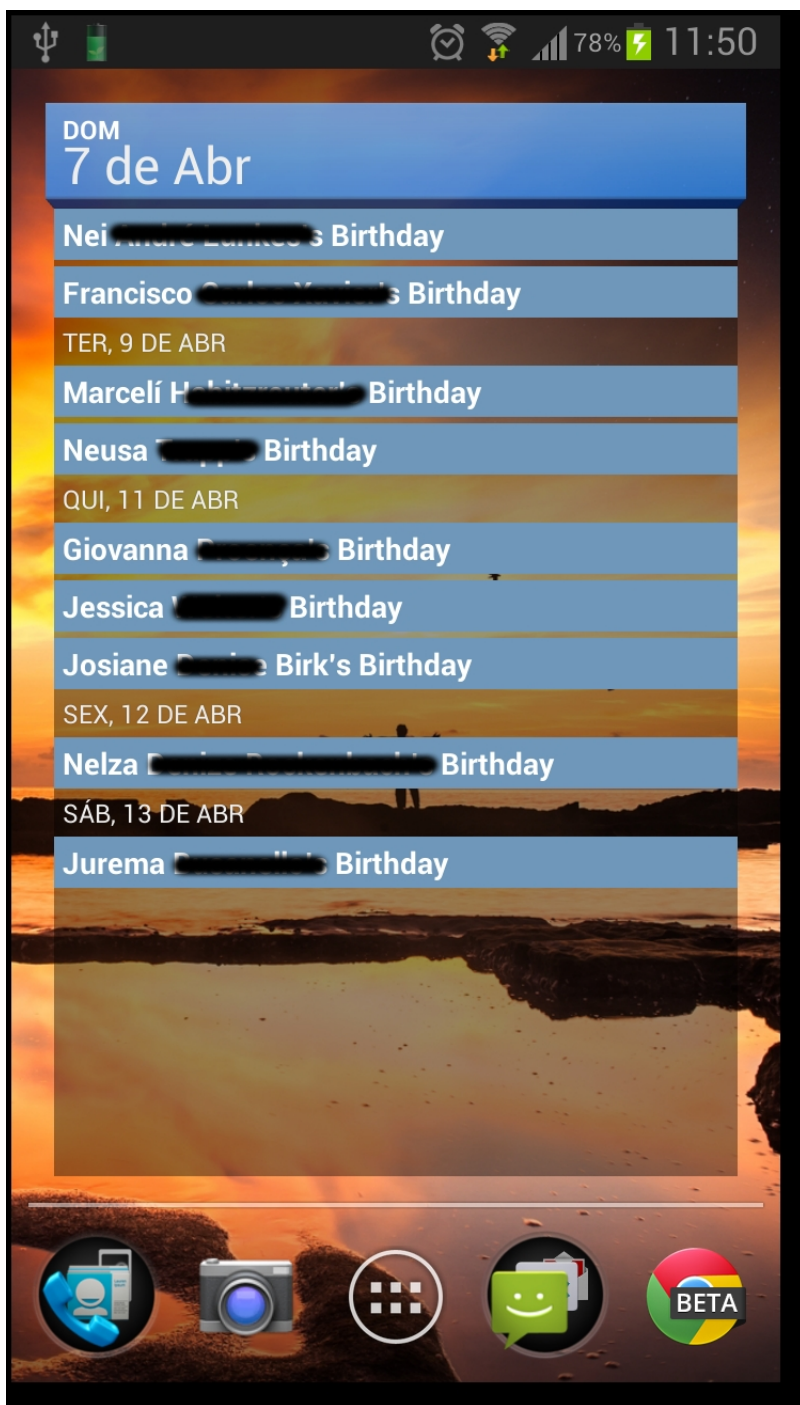 78% 11:50
DOM
7 de Abr
Nei Birthday
Francisco Birthday
TER, 9 DE ABR
Marcelí Birthday
Neusa Birthday
QUI, 11 DE ABR
Giovanna Birthday
Jessica Birthday
Josiane Birk's Birthday
SEX, 12 DE ABR
Nelza Birthday
SÁB, 13 DE ABR
Jurema Birthday
BETA